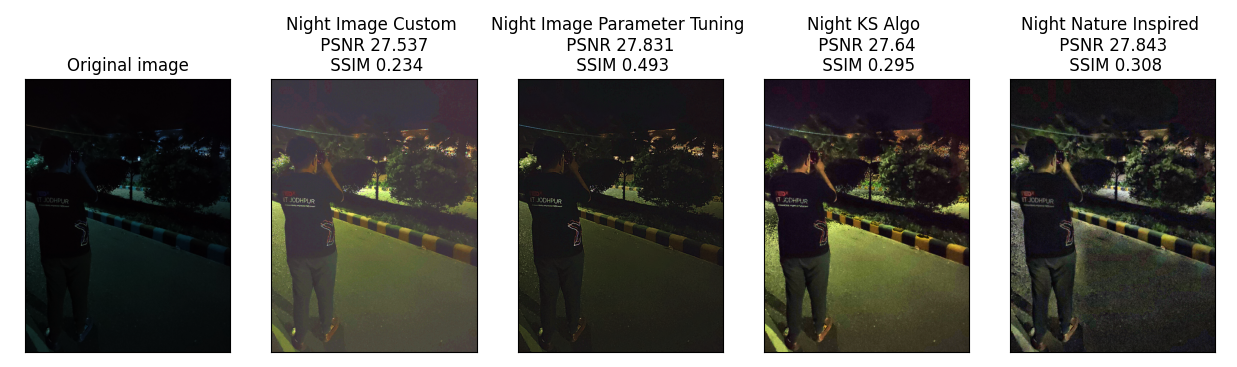 Original image
Night Image Custom
PSNR 27.537
SSIM 0.234
Night Image Parameter Tuning
PSNR 27.831
SSIM 0.493
Night KS Algo
PSNR 27.64
SSIM 0.295
Night Nature Inspired
PSNR 27.843
SSIM 0.308
IIT JODHPUR
IIT JODHPUR
IIT JODHPUR
IIT JODHPUR